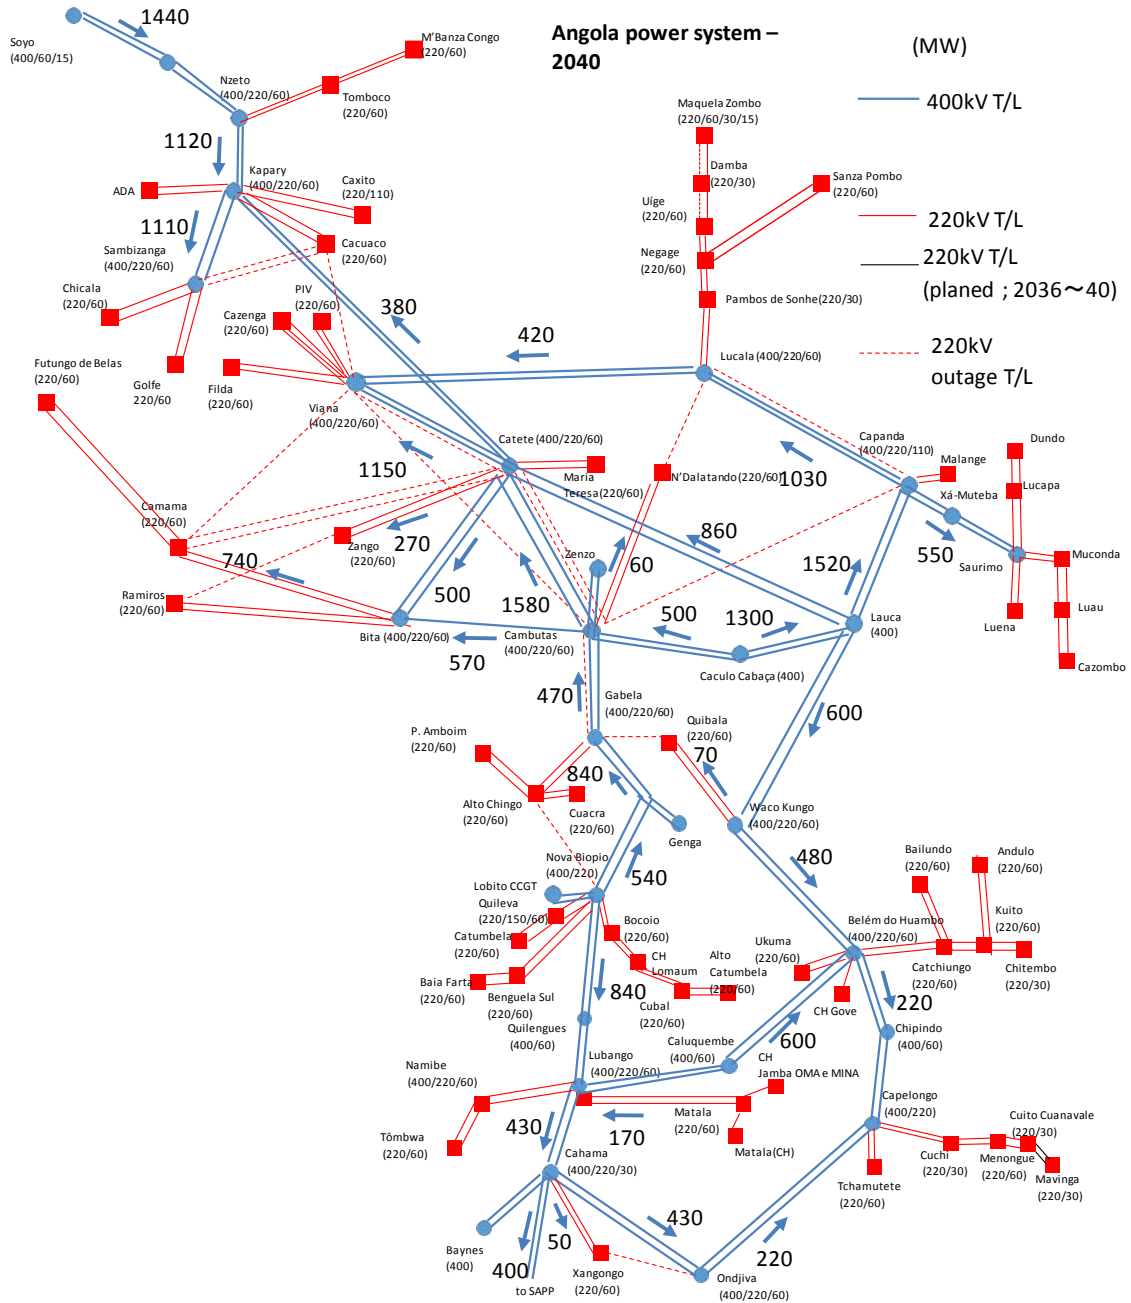 1440
Angola power system –
2040
(MW)
Soyo
(400/60/15)
M'Banza Congo
(220/60)
Nzeto
(400/220/60)
Tomboco
(220/60)
Maquela Zombo
(220/60/30/15)
400kV T/L
1120
Kapary
(400/220/60)
ADA
Caxito
(220/110)
Damba
(220/30)
Sanza Pombo
(220/60)
Uíge
(220/60)
220kV T/L
1110
Sambizanga
(400/220/60)
Cacuaco
(220/60)
Negage
(220/60)
220kV T/L
(planed ; 2036~40)
Chicala
(220/60)
PIV
(220/60)
Cazenga
(220/60)
380
Pambos de Sonhe(220/30)
420
Futungo de Belas
(220/60)
Golfe
220/60
Filda
(220/60)
Lucala (400/220/60)
220kV
outage T/L
Viana
(400/220/60)
Catete (400/220/60)
Capanda
(400/220/110)
Dundo
Malange
1150
Maria
Teresa(220/60)
N'Dalatando (220/60)
1030
Lucapa
Xá-Muteba
Camama
(220/60)
Zango
(220/60)
270
Zenzo
60
860
1520
550
Saurimo
Muconda
740
Ramiros
(220/60)
500
1580
500
1300
Lauca
(400)
Luena
Luau
Bita (400/220/60)
Cambutas
(400/220/60)
570
Caculo Cabaça (400)
Cazombo
470
Gabela
(400/220/60)
600
P. Amboim
(220/60)
Quibala
(220/60)
70
840
Alto Chingo
(220/60)
Cuacra
(220/60)
Genga
Waco Kungo
(400/220/60)
Nova Biopio
(400/220)
540
480
Bailundo
(220/60)
Andulo
(220/60)
Lobito CCGT
Quileva
(220/150/60)
Catumbela
(220/60)
Bocoio
(220/60)
Belém do Huambo
(400/220/60)
Kuito
(220/60)
Ukuma
(220/60)
CH
Lomaum
Alto
Catumbela
(220/60)
Catchiungo
(220/60)
Chitembo
(220/30)
Baia Farta
(220/60)
Benguela Sul
(220/60)
840
Cubal
(220/60)
CH Gove
220
Quilengues
(400/60)
Caluquembe
(400/60)
600
Chipindo
(400/60)
Lubango
(400/220/60)
CH
Jamba OMA e MINA
Namibe
(400/220/60)
Capelongo
(400/220)
430
170
Matala
(220/60)
Cuito Cuanavale
(220/30)
Tômbwa
(220/60)
Matala(CH)
Cuchi
(220/30)
Menongue
(220/60)
Mavinga
(220/30)
Cahama
(400/220/30)
Tchamutete
(220/60)
430
220
Baynes
(400)
50
400
to SAPP
Xangongo
(220/60)
Ondjiva
(400/220/60)